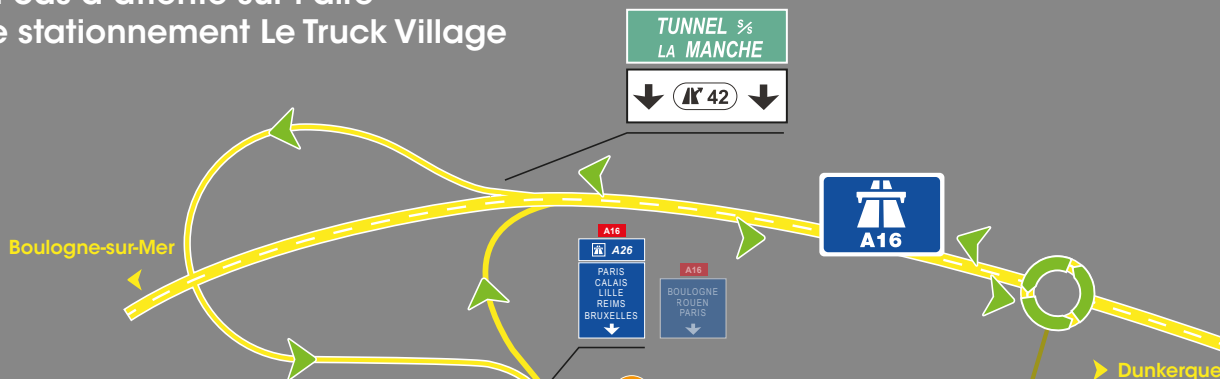 stationnement Le Truck Village
TUNNEL s/s
LA MANCHE
42
A16
Boulogne-sur-Mer
A16
A26
PARIS
CALAIS
LILLE
REIMS
BRUXELLES
A16
BOULOGNE
ROUEN
PARIS
Dunkerque